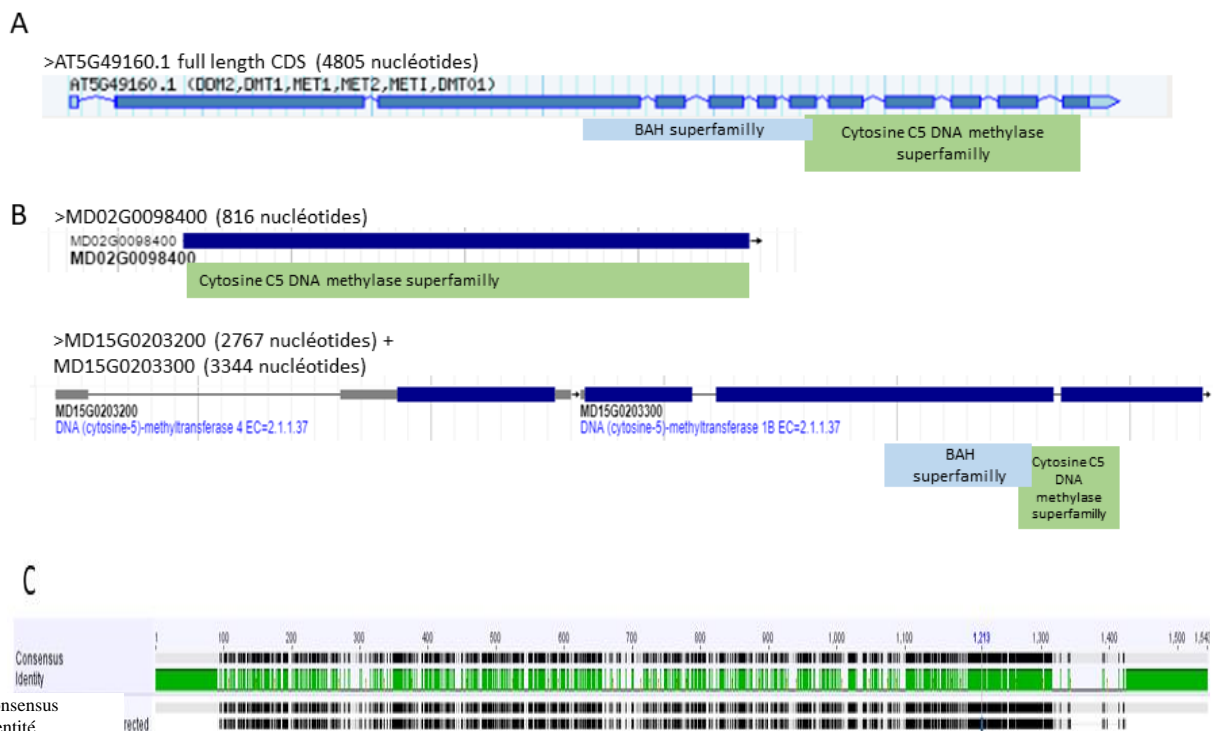 A
>AT5G49160.1 full length CDS (4805 nucléotides)
AT5G49160.1 (DDM2,DMT1,MET1,MET2,METI,DMT01)
BAH superfamilly
Cytosine C5 DNA methylase
superfamilly
B
>MD02G0098400 (816 nucléotides)
MD02G0098400
MD02G0098400
Cytosine C5 DNA methylase superfamilly
>MD15G0203200 (2767 nucléotides) +
MD15G0203300 (3344 nucléotides)
MD15G0203200
DNA (cytosine-5)-methyltransferase 4 EC=2.1.1.37
MD15G0203300
DNA (cytosine-5)-methyltransferase 1B EC=2.1.1.37
BAH
superfamilly
Cytosine C5
DNA
methylase
superfamilly
C
1 100 200 300 400 500 600 700 800 900 1,000 1,100 1,213 1,300 1,400 1,500 1,543
Consensus
Identity
onsensus
entité
rected